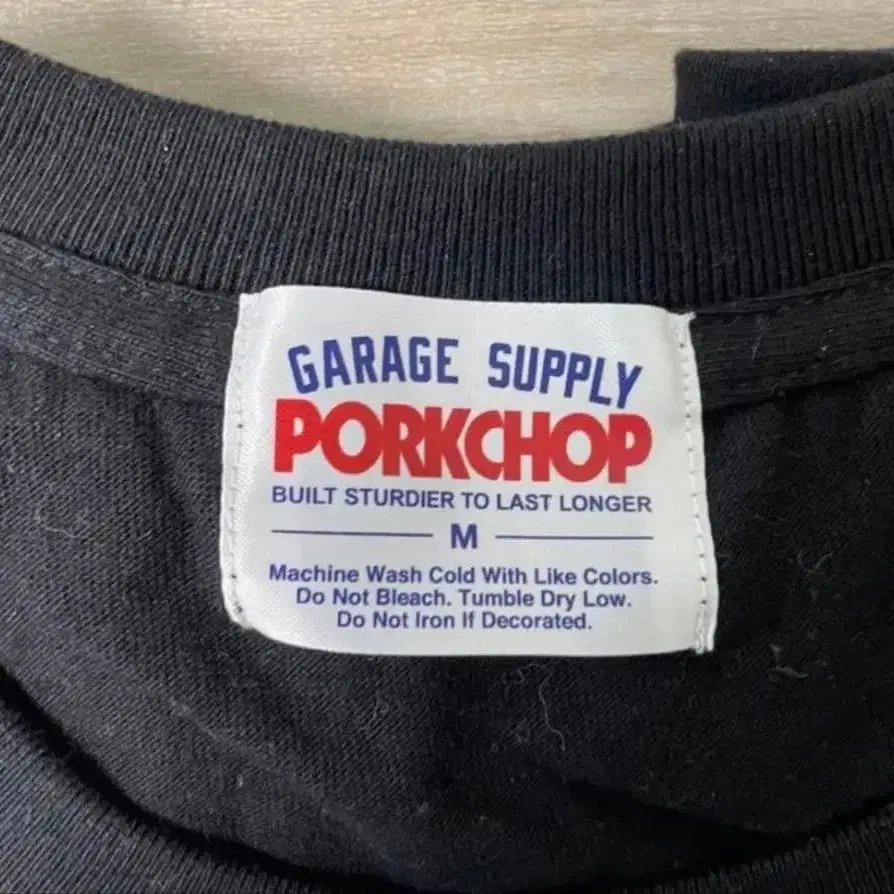 GARAGE SUPPLY
PORKCHOP
BUILT STURDIER TO LAST LONGER
M
Machine Wash Cold With Like Colors.
Do Not Bleach. Tumble Dry Low.
Do Not Iron If Decorated.